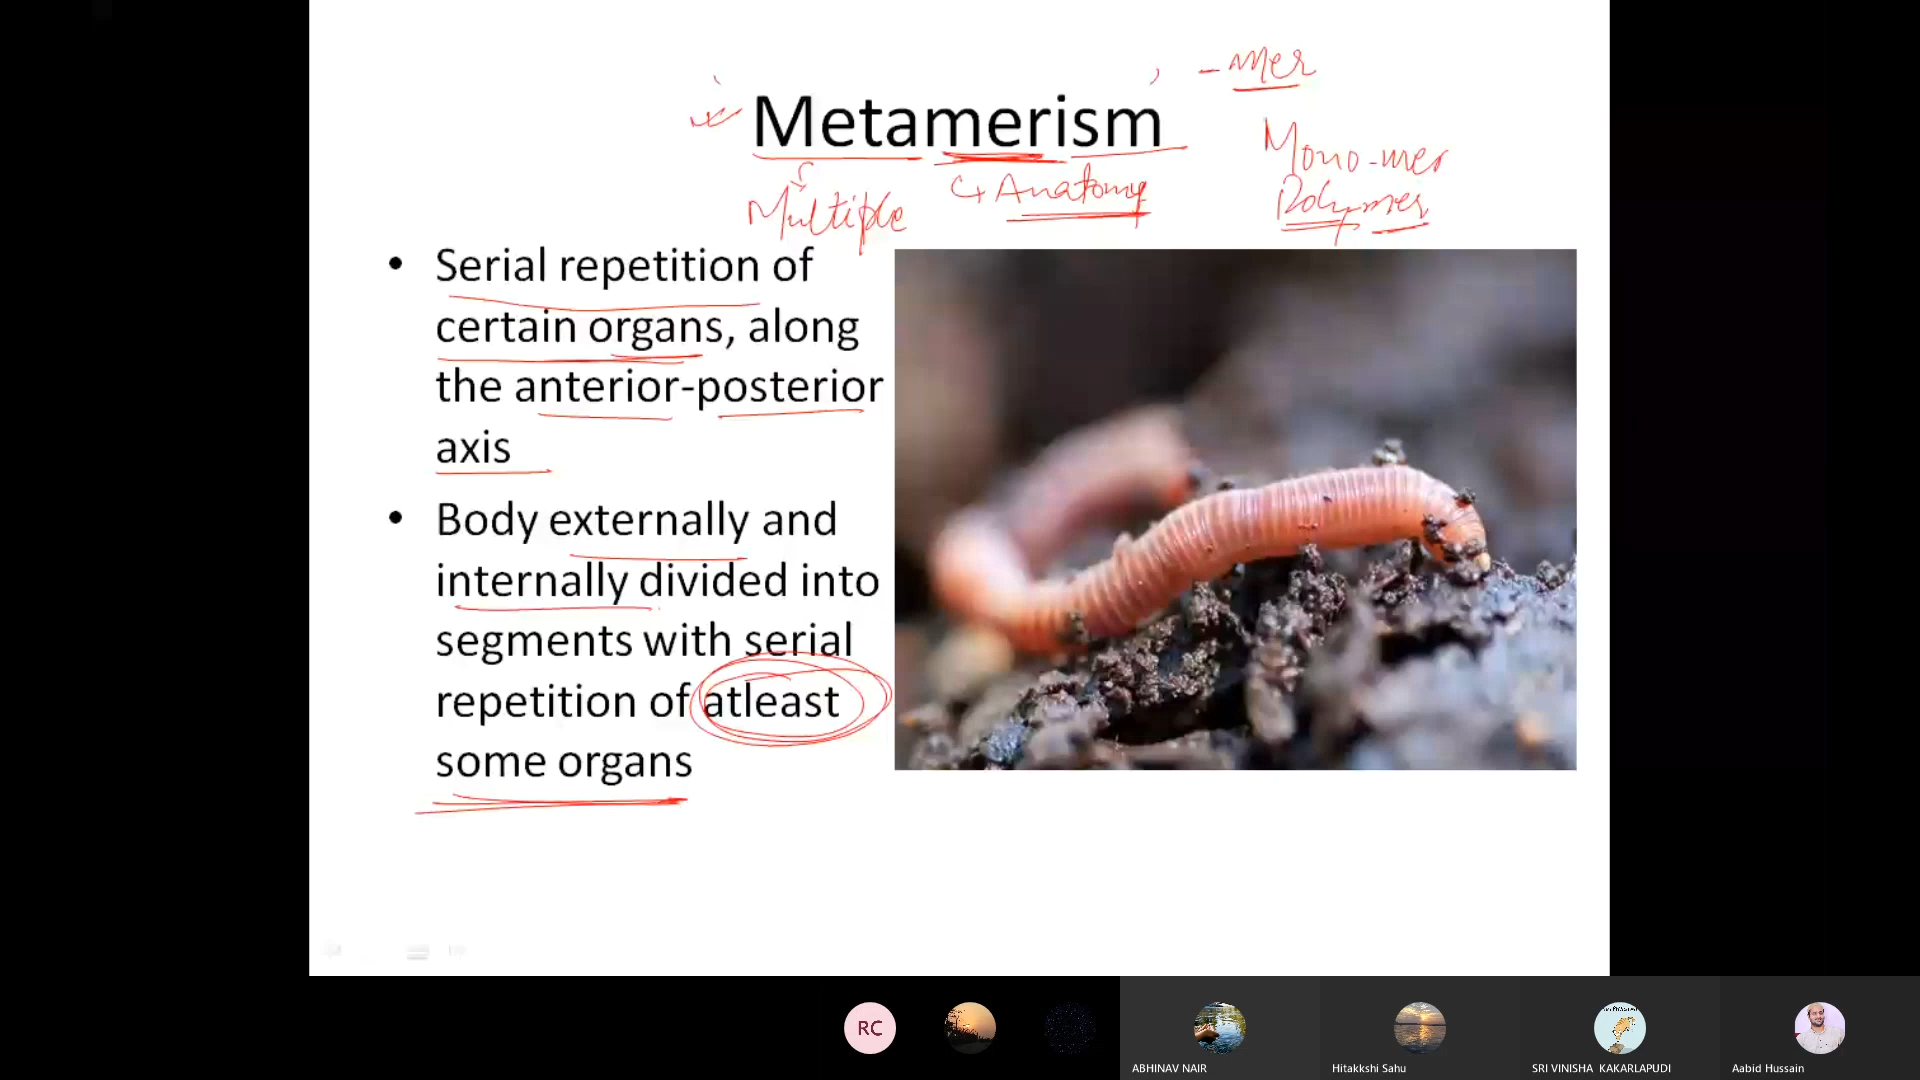 - mer
Metamerism
Mono-mer
Multiple
↳ Anatomy
Polymer
• Serial repetition of
certain organs, along
the anterior-posterior
axis
• Body externally and
internally divided into
segments with serial
repetition of atleast
some organs
RC
ABHINAV NAIR
Hitakkshi Sahu
SRI VINISHA KAKARLAPUDI
Aabid Hussain